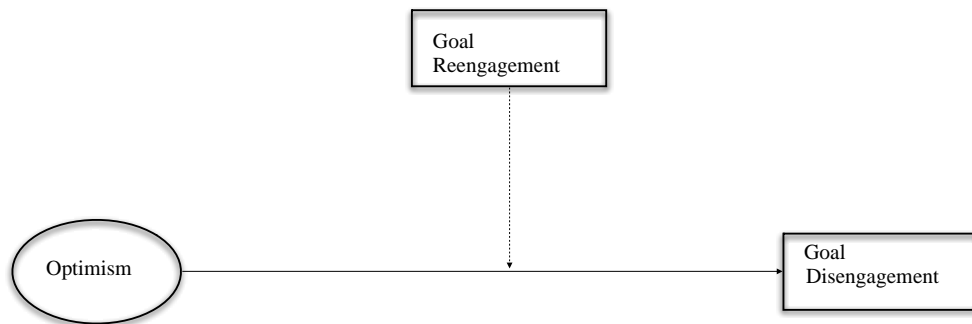 Goal
Reengagement
Optimism
Goal
Disengagement